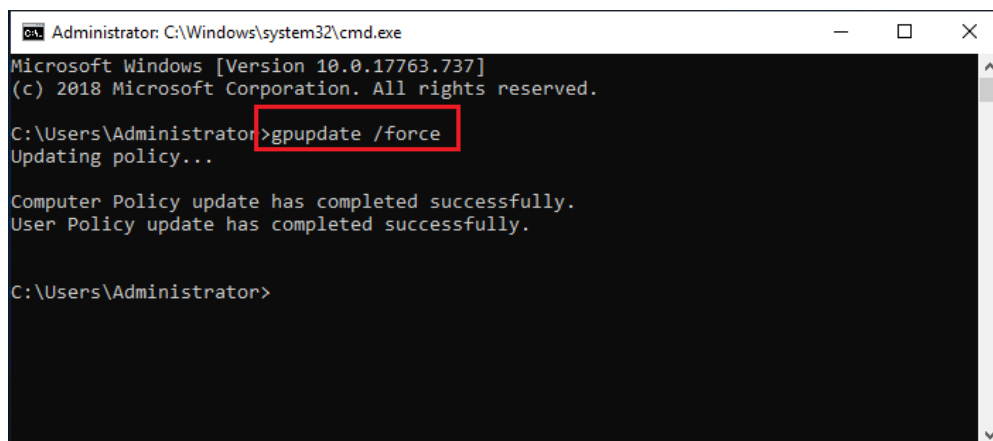 Administrator: C:\Windows\system32\cmd.exe
Microsoft Windows [Version 10.0.17763.737]
(c) 2018 Microsoft Corporation. All rights reserved.
C:\Users\Administrator>gpupdate /force
Updating policy...
Computer Policy update has completed successfully.
User Policy update has completed successfully.
C:\Users\Administrator>